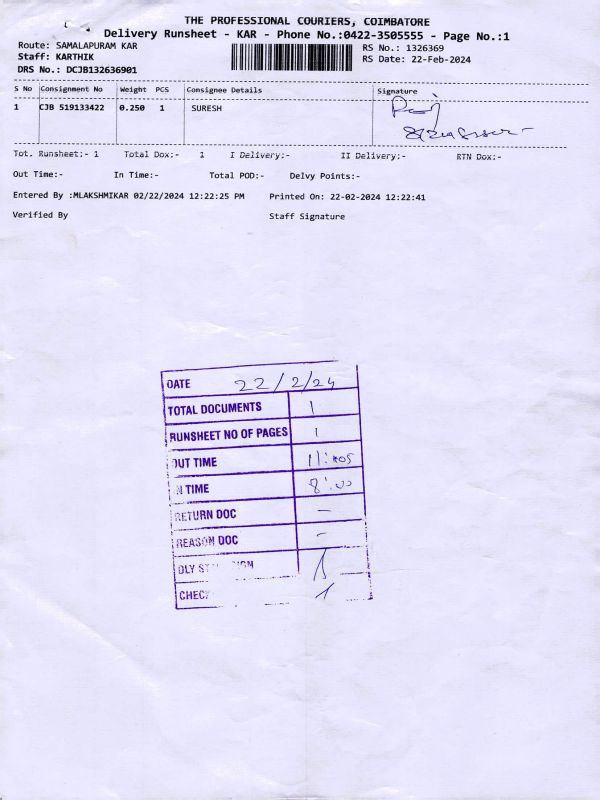 THE PROFESSIONAL COURIERS, COIMBATORE
Delivery Runsheet - KAR - Phone No.:0422-3505555 - Page No.:1
Route: SAMALAPURAM KAR
RS No.: 1326369
Staff: KARTHIK
RS Date: 22-Feb-2024
DRS No.: DCJB132636901
S No Consignment No Weight PCS Consignee Details Signature
1 CJB 519133422 0.250 1 SURESH
Tot. Runsheet:- 1 Total Dox:- 1 I Delivery:- II Delivery:- RTN Dox:-
Out Time:- In Time:- Total POD:- Delvy Points:-
Entered By :MLAKSHMIKAR 02/22/2024 12:22:25 PM Printed On: 22-02-2024 12:22:41
Verified By Staff Signature
DATE 22/2/24
TOTAL DOCUMENTS 1
RUNSHEET NO OF PAGES 1
OUT TIME
IN TIME 8:00
RETURN DOC -
REASON DOC -
DLY
CHEC